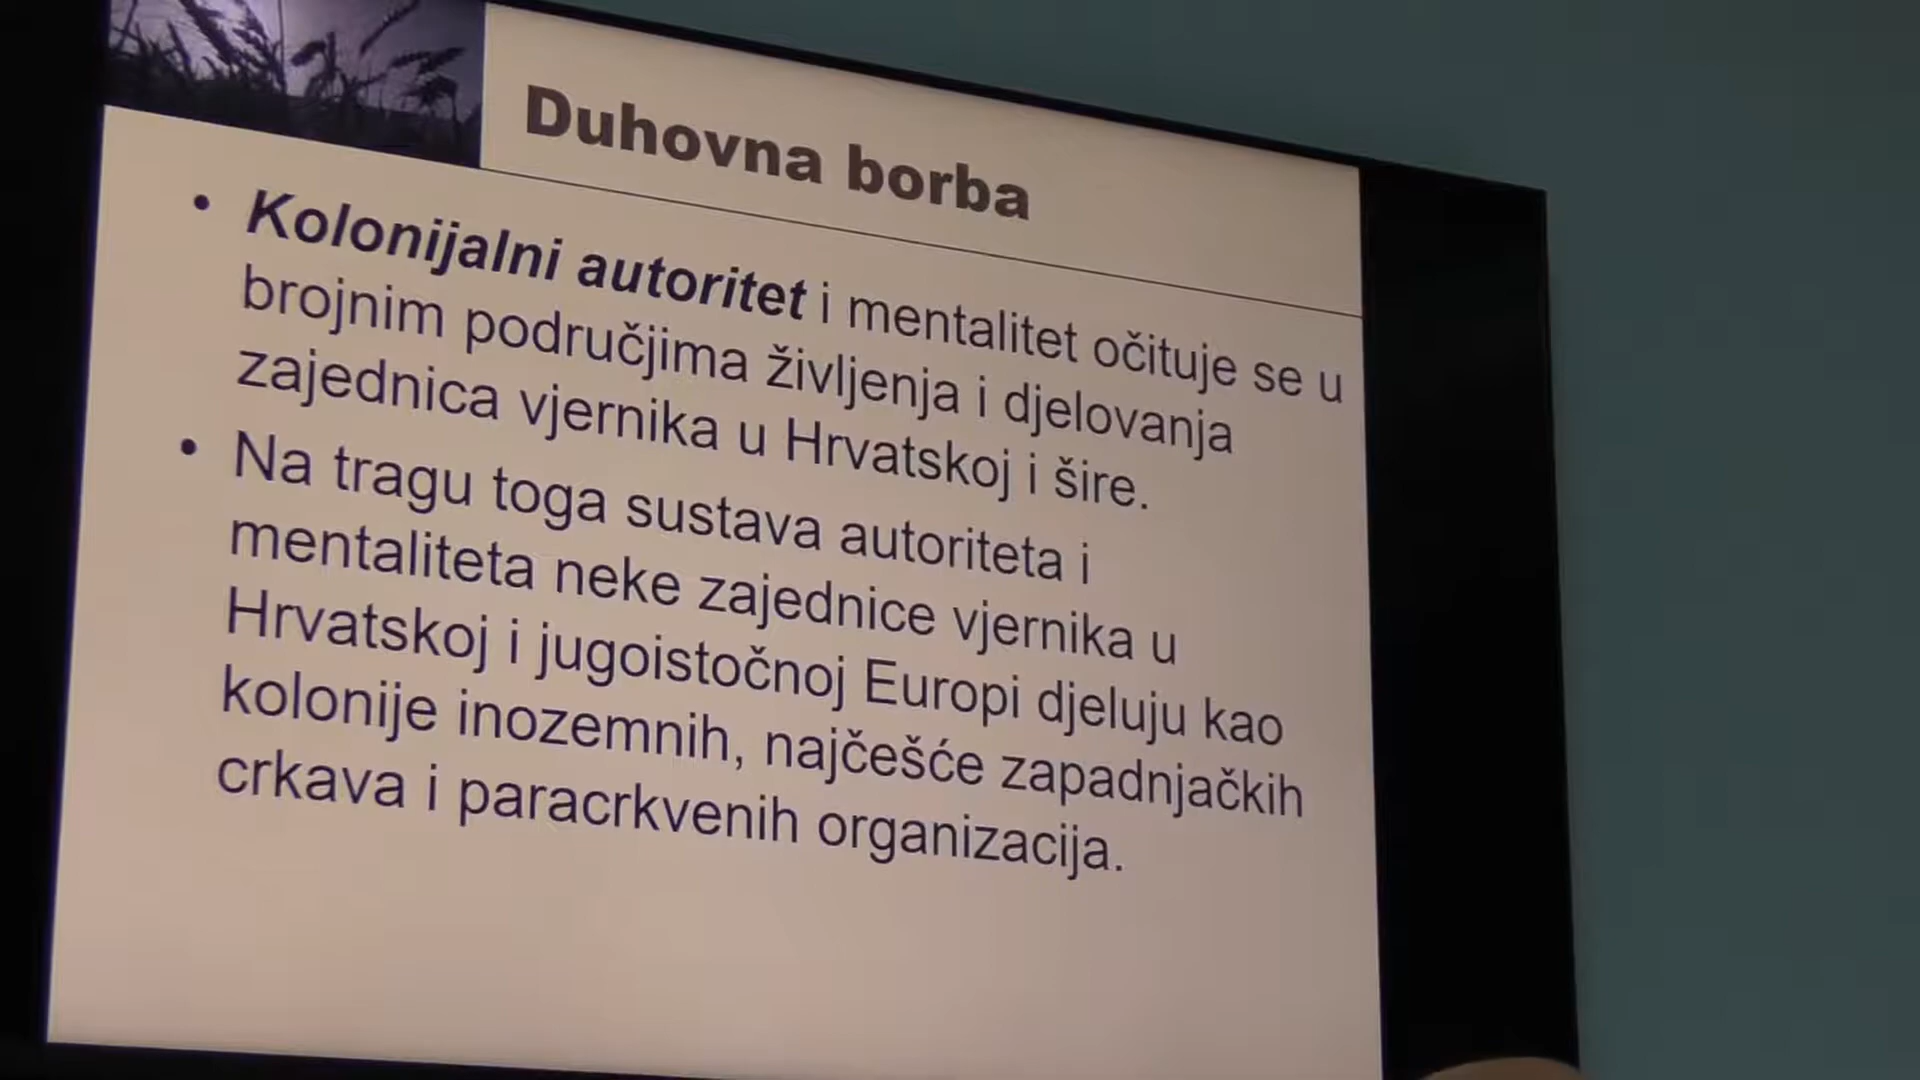 Duhovna borba
• Kolonijalni autoritet i mentalitet očituje se u
brojnim područjima življenja i djelovanja
zajednica vjernika u Hrvatskoj i šire.
• Na tragu toga sustava autoriteta i
mentaliteta neke zajednice vjernika u
Hrvatskoj i jugoistočnoj Europi djeluju kao
kolonije inozemnih, najčešće zapadnjačkih
crkava i paracrkvenih organizacija.